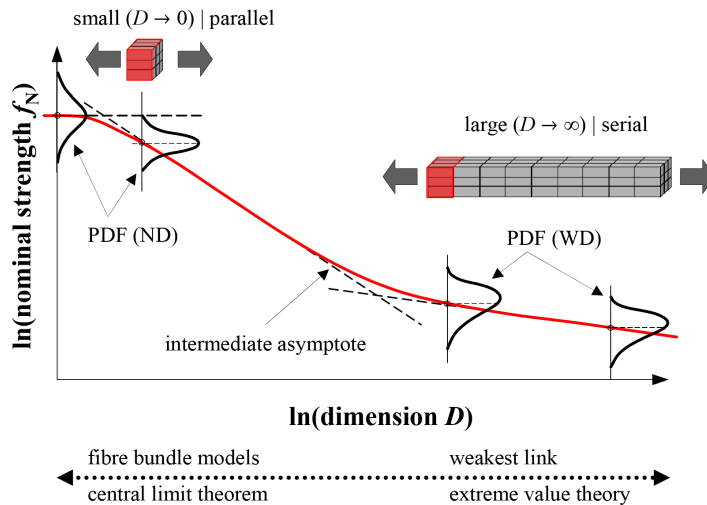 small (D → 0) | parallel
large (D → ∞) | serial
ln(nominal strength fN)
PDF (ND)
PDF (WD)
intermediate asymptote
ln(dimension D)
fibre bundle models
weakest link
central limit theorem
extreme value theory